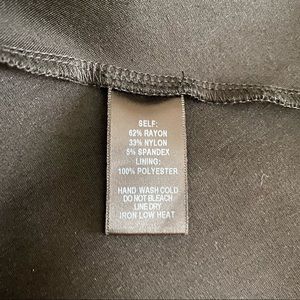 SELF:
62% RAYON
33% NYLON
5% SPANDEX
LINING:
100% POLYESTER
HAND WASH COLD
DO NOT BLEACH
LINE DRY
IRON LOW HEAT